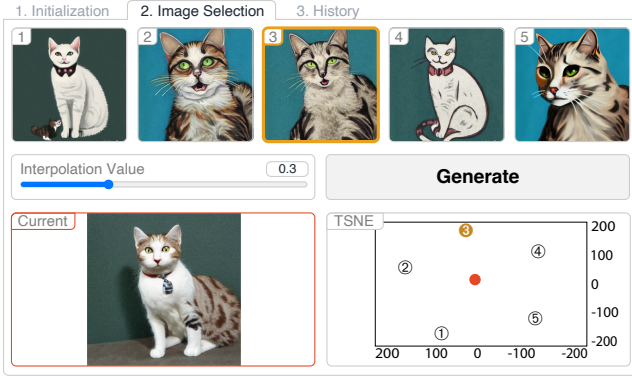 1. Initialization 2. Image Selection 3. History
1 2 3 4 5
Interpolation Value 0.3
Generate
Current
TSNE
③
②
④
①
⑤
200
100
0
-100
-200
200 100 0 -100 -200